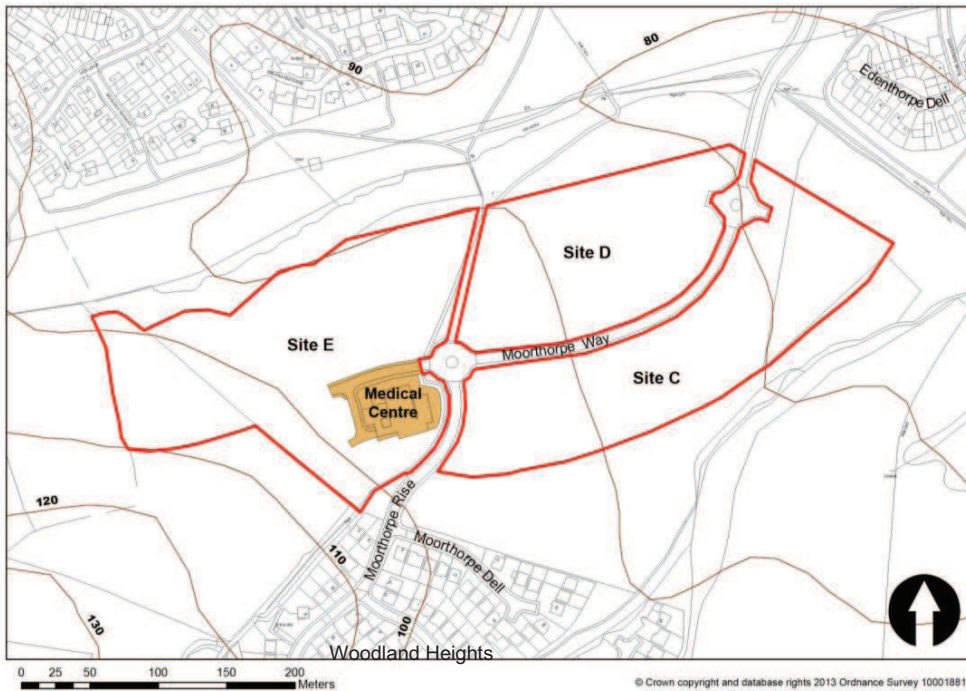 80
90
Edenthorpe Dell
Site D
Site E
Moorthorpe Way
Site C
Medical
Centre
120
Moorthorpe Rise
Moorthorpe Dell
110
100
130
Woodland Heights
0 25 50 100 150 200
Meters
© Crown copyright and database rights 2013 Ordnance Survey 10001881